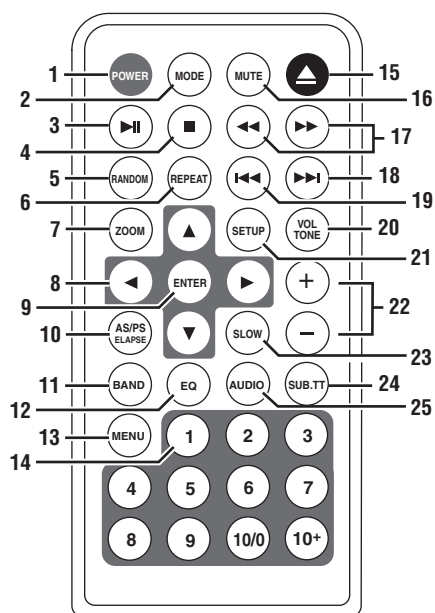 1 POWER MODE MUTE 15
2 16
3 17
4
5 RANDOM REPEAT 18
6 19
7 ZOOM SETUP VOL TONE 20
21
8 ENTER + 22
9
10 AS/PS ELAPSE SLOW − 23
11 BAND EQ AUDIO SUB.TT 24
12 25
13 MENU 1 2 3
14
4 5 6 7
8 9 10/0 10+